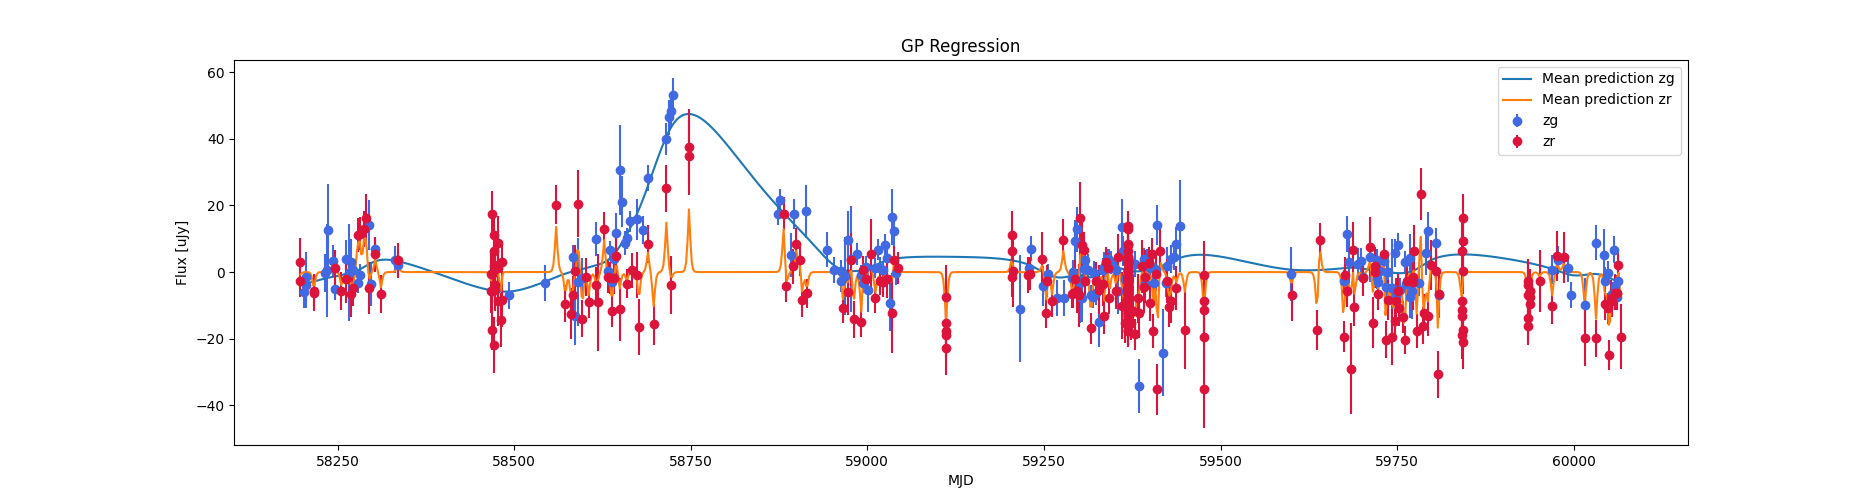 GP Regression
60
40
20
0
−20
−40
Flux [uJy]
58250
58500
58750
59000
59250
59500
59750
60000
MJD
Mean prediction zg
Mean prediction zr
zg
zr